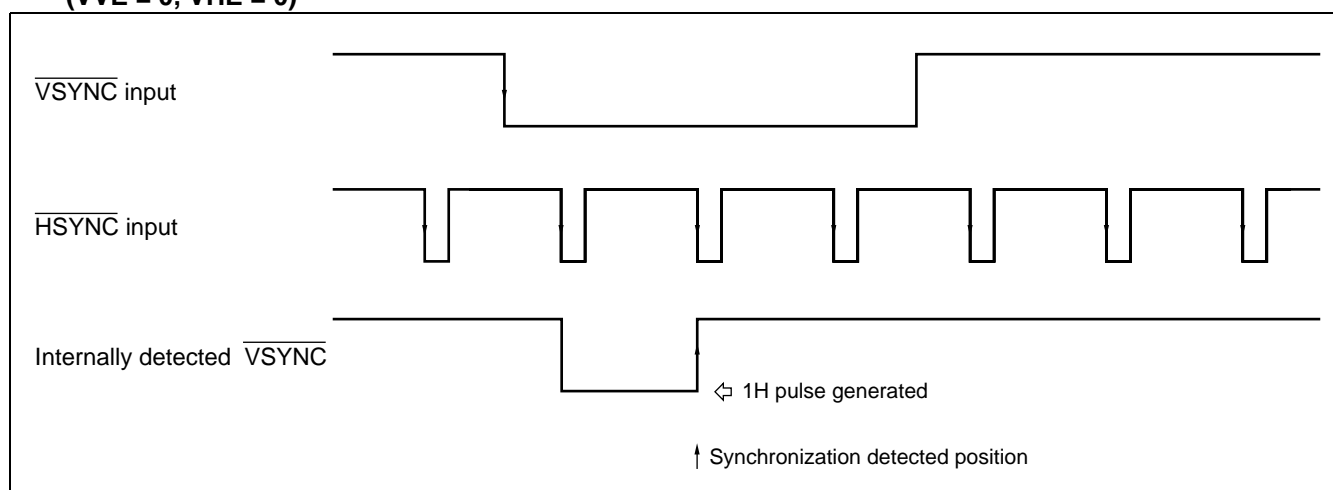 VSYNC input
HSYNC input
Internally detected VSYNC
⇦ 1H pulse generated
↑ Synchronization detected position